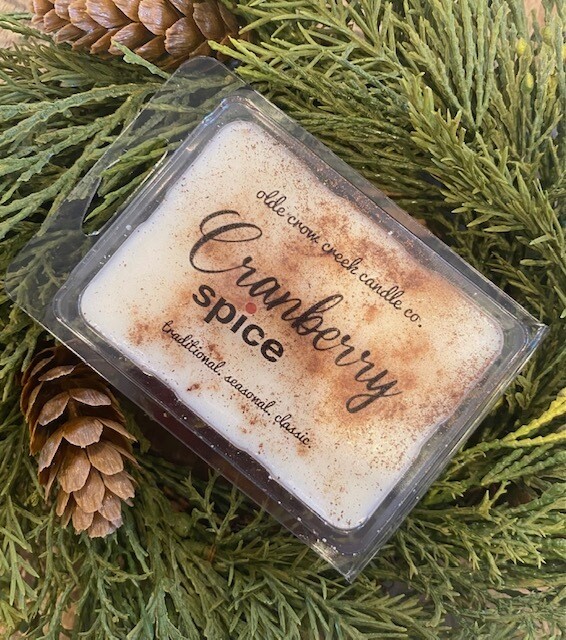 olde crow creek candle co.
Cranberry
spice
traditional. seasonal. classic